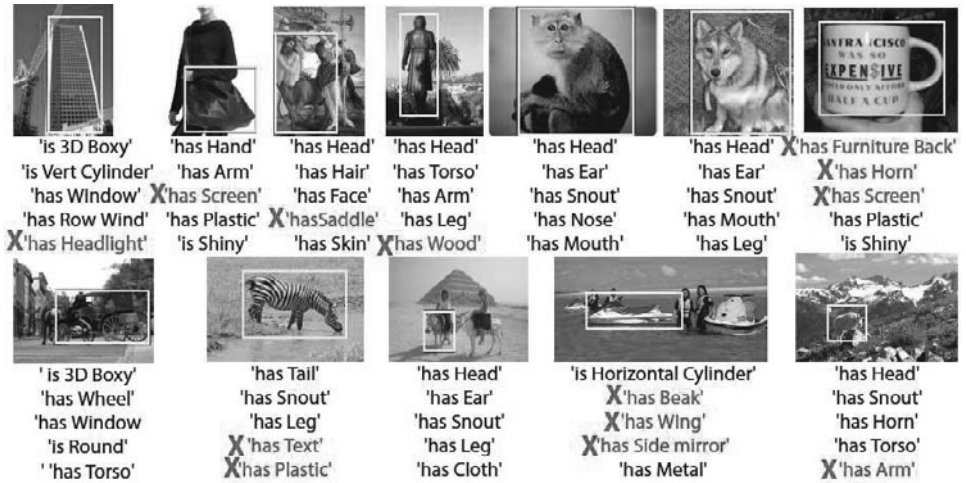 SANFRANCISCO
WAS SO
EXPEN$IVE
HALF A CUP
'is 3D Boxy'
'is Vert Cylinder'
'has Window'
'has Row Wind'
X 'has Headlight'
'has Hand'
'has Arm'
X 'has Screen'
'has Plastic'
'is Shiny'
'has Head'
'has Hair'
'has Face'
X 'hasSaddle'
'has Skin'
'has Head'
'has Torso'
'has Arm'
'has Leg'
X 'has Wood'
'has Head'
'has Ear'
'has Snout'
'has Nose'
'has Mouth'
'has Head'
'has Ear'
'has Snout'
'has Mouth'
'has Leg'
X 'has Furniture Back'
X 'has Horn'
X 'has Screen'
'has Plastic'
'is Shiny'
' is 3D Boxy'
'has Wheel'
'has Window
'is Round'
' 'has Torso'
'has Tail'
'has Snout'
'has Leg'
X 'has Text'
X 'has Plastic'
'has Head'
'has Ear'
'has Snout'
'has Leg'
'has Cloth'
'is Horizontal Cylinder'
X 'has Beak'
X 'has Wing'
X 'has Side mirror'
'has Metal'
'has Head'
'has Snout'
'has Horn'
'has Torso'
X 'has Arm'